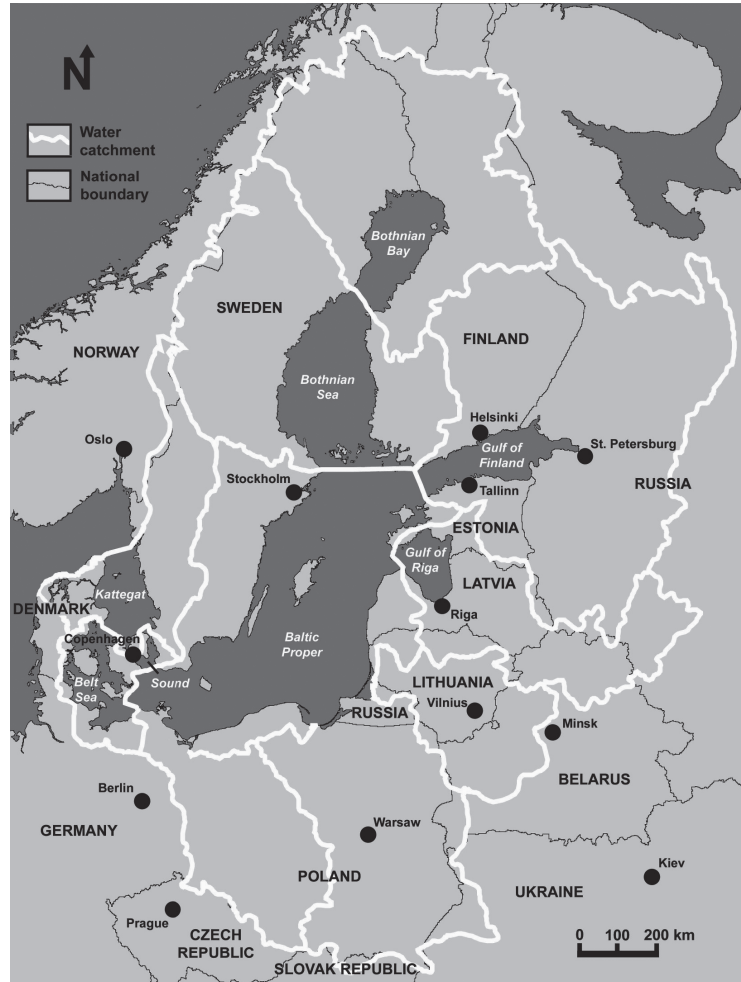 N
Water
catchment
National
boundary
Bothnian
Bay
SWEDEN
FINLAND
NORWAY
Bothnian
Sea
Helsinki
Oslo
Gulf of
Finland
St. Petersburg
Stockholm
Tallinn
RUSSIA
ESTONIA
Gulf of
Riga
LATVIA
Kattegat
DENMARK
Riga
Copenhagen
Baltic
Proper
Belt
Sea
Sound
LITHUANIA
Vilnius
RUSSIA
Minsk
BELARUS
Berlin
GERMANY
Warsaw
POLAND
Kiev
UKRAINE
Prague
CZECH
REPUBLIC
SLOVAK REPUBLIC
0 100 200 km